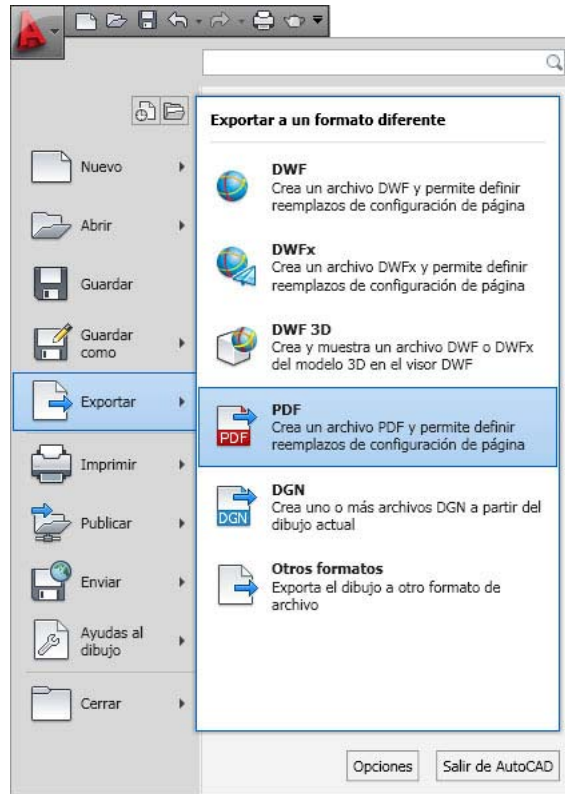 Exportar a un formato diferente
Nuevo
Abrir
Guardar
Guardar
como
Exportar
Imprimir
Publicar
Enviar
Ayudas al
dibujo
Cerrar
DWF
Crea un archivo DWF y permite definir
reemplazos de configuración de página
DWFx
Crea un archivo DWFx y permite definir
reemplazos de configuración de página
DWF 3D
Crea y muestra un archivo DWF o DWFx
del modelo 3D en el visor DWF
PDF
PDF
Crea un archivo PDF y permite definir
reemplazos de configuración de página
DGN
DGN
Crea uno o más archivos DGN a partir del
dibujo actual
Otros formatos
Exporta el dibujo a otro formato de
archivo
Opciones
Salir de AutoCAD